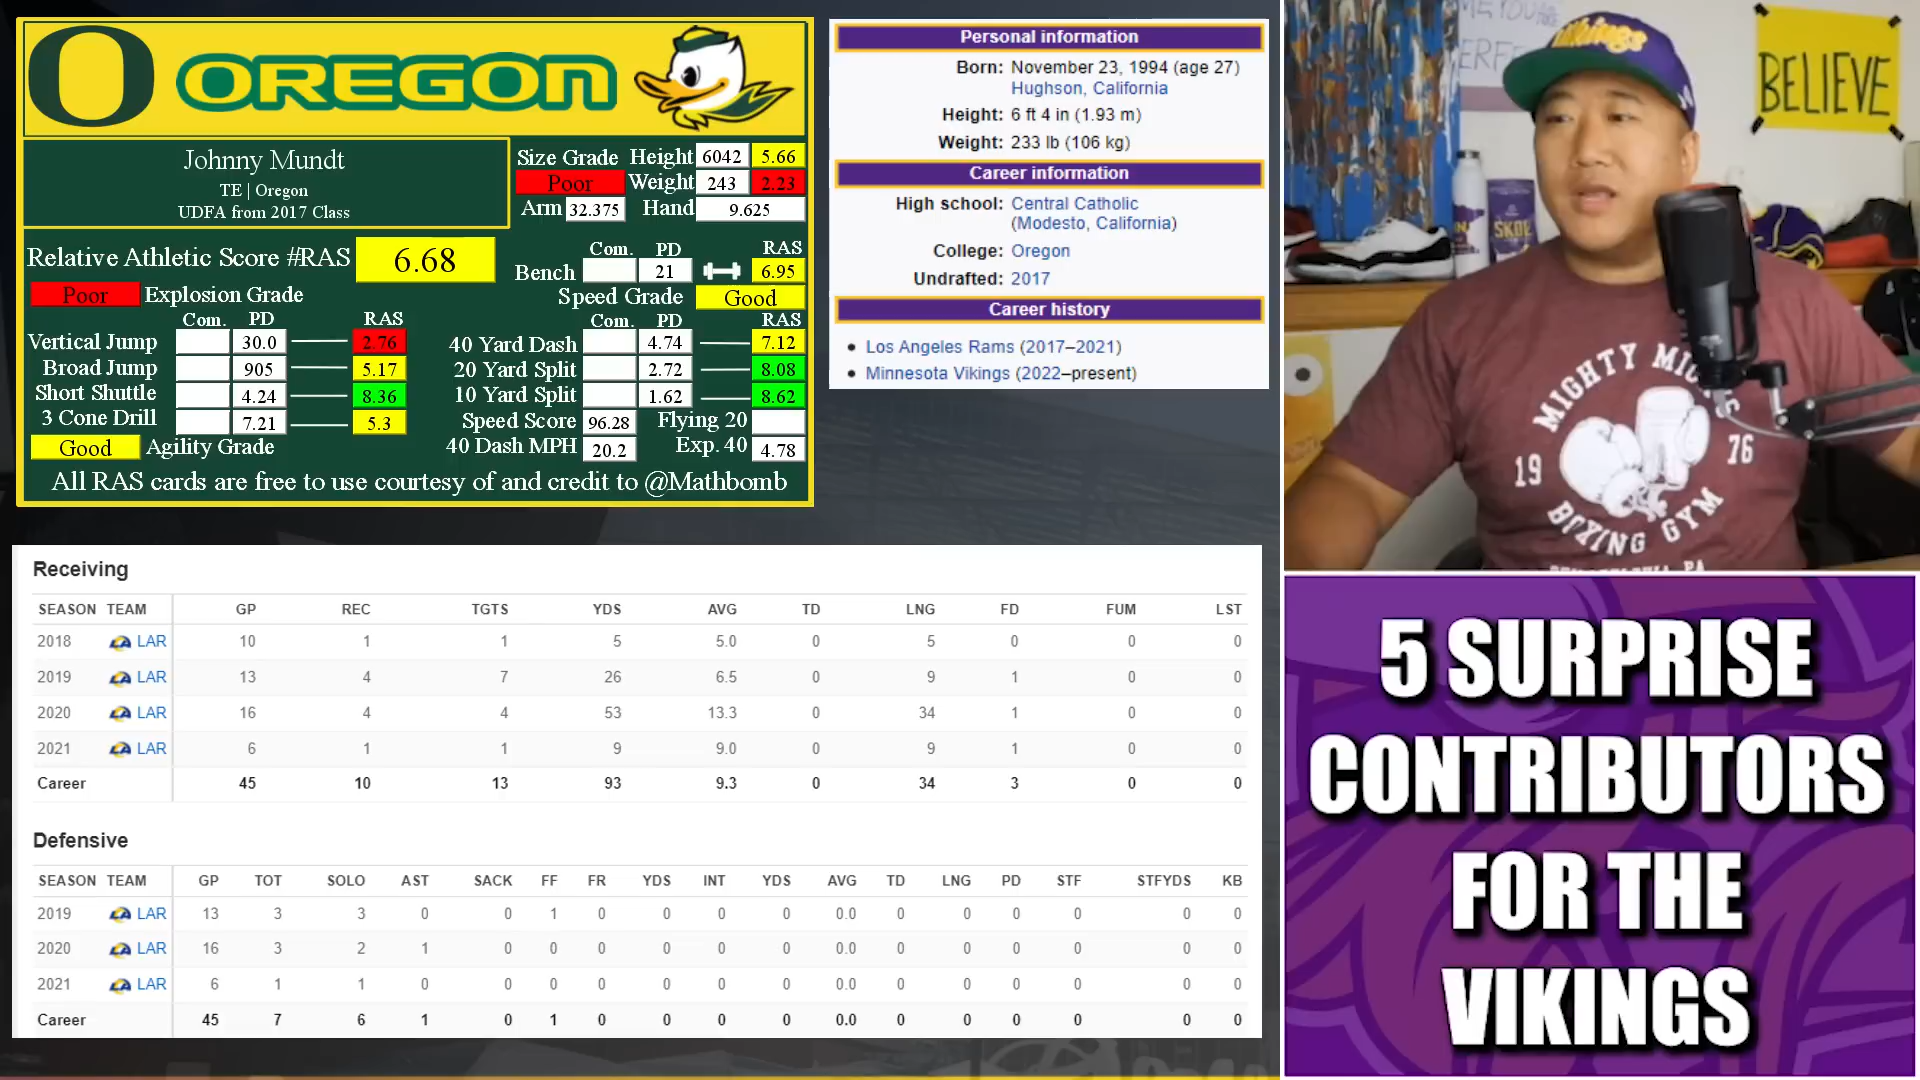 OREGON
Johnny Mundt
TE | Oregon
UDFA from 2017 Class
Size Grade Height 6042 5.66
Poor Weight 243 2.23
Arm 32.375 Hand 9.625
Relative Athletic Score #RAS 6.68
Com. PD RAS
Bench 21 6.95
Poor Explosion Grade
Speed Grade Good
Com. PD RAS
Vertical Jump 30.0 2.76
Broad Jump 905 5.17
Short Shuttle 4.24 8.36
3 Cone Drill 7.21 5.3
Good Agility Grade
Com. PD RAS
40 Yard Dash 4.74 7.12
20 Yard Split 2.72 8.08
10 Yard Split 1.62 8.62
Speed Score 96.28 Flying 20
40 Dash MPH 20.2 Exp. 40 4.78
All RAS cards are free to use courtesy of and credit to @Mathbomb
Personal information
Born: November 23, 1994 (age 27)
Hughson, California
Height: 6 ft 4 in (1.93 m)
Weight: 233 lb (106 kg)
Career information
High school: Central Catholic
(Modesto, California)
College: Oregon
Undrafted: 2017
Career history
• Los Angeles Rams (2017–2021)
• Minnesota Vikings (2022–present)
Vikings
BELIEVE
SKOL
MIGHTY MICK'S
19 76
BOXING GYM
PHILADELPHIA, PA
Receiving
SEASON TEAM GP REC TGTS YDS AVG TD LNG FD FUM LST
2018 LAR 10 1 1 5 5.0 0 5 0 0 0
2019 LAR 13 4 7 26 6.5 0 9 1 0 0
2020 LAR 16 4 4 53 13.3 0 34 1 0 0
2021 LAR 6 1 1 9 9.0 0 9 1 0 0
Career 45 10 13 93 9.3 0 34 3 0 0
Defensive
SEASON TEAM GP TOT SOLO AST SACK FF FR YDS INT YDS AVG TD LNG PD STF STFYDS KB
2019 LAR 13 3 3 0 0 1 0 0 0 0 0.0 0 0 0 0 0 0
2020 LAR 16 3 2 1 0 0 0 0 0 0 0.0 0 0 0 0 0 0
2021 LAR 6 1 1 0 0 0 0 0 0 0 0.0 0 0 0 0 0 0
Career 45 7 6 1 0 1 0 0 0 0 0.0 0 0 0 0 0 0
5 SURPRISE
CONTRIBUTORS
FOR THE
VIKINGS